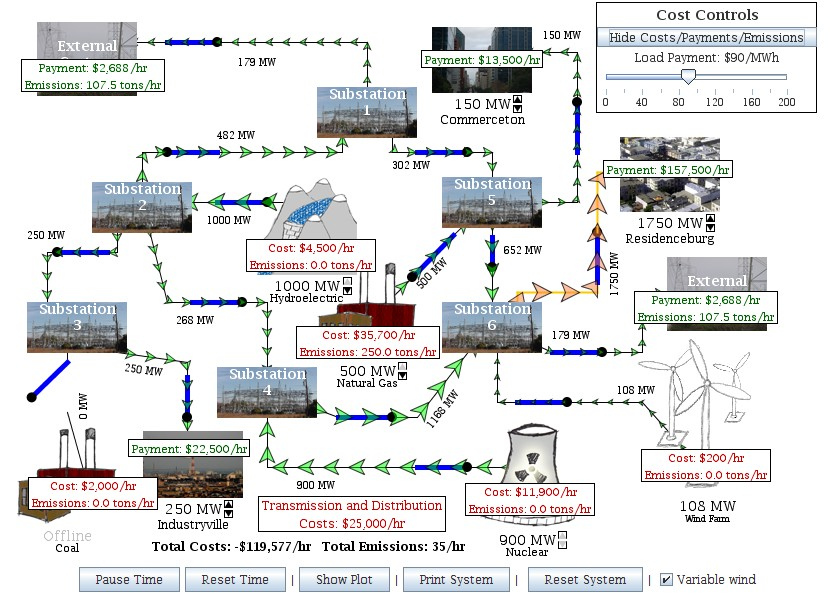 Cost Controls
Hide Costs/Payments/Emissions
Load Payment: $90/MWh
0 40 80 120 160 200
External
Payment: $2,688/hr
Emissions: 107.5 tons/hr
179 MW
Substation
1
150 MW
Payment: $13,500/hr
150 MW
Commerceton
482 MW
302 MW
Payment: $157,500/hr
1750 MW
Residenceburg
Substation
2
1000 MW
Cost: $4,500/hr
Emissions: 0.0 tons/hr
1000 MW
Hydroelectric
Substation
5
500 MW
652 MW
1750 MW
250 MW
268 MW
External
Payment: $2,688/hr
Emissions: 107.5 tons/hr
Substation
3
Cost: $35,700/hr
Emissions: 250.0 tons/hr
500 MW
Natural Gas
Substation
6
179 MW
250 MW
Substation
4
1168 MW
108 MW
0 MW
Payment: $22,500/hr
250 MW
Industryville
Cost: $2,000/hr
Emissions: 0.0 tons/hr
Offline
Coal
900 MW
Cost: $11,900/hr
Emissions: 0.0 tons/hr
900 MW
Nuclear
Cost: $200/hr
Emissions: 0.0 tons/hr
108 MW
Wind Farm
Transmission and Distribution
Costs: $25,000/hr
Total Costs: -$119,577/hr Total Emissions: 35/hr
Pause Time Reset Time | Show Plot | Print System | Reset System | Variable wind